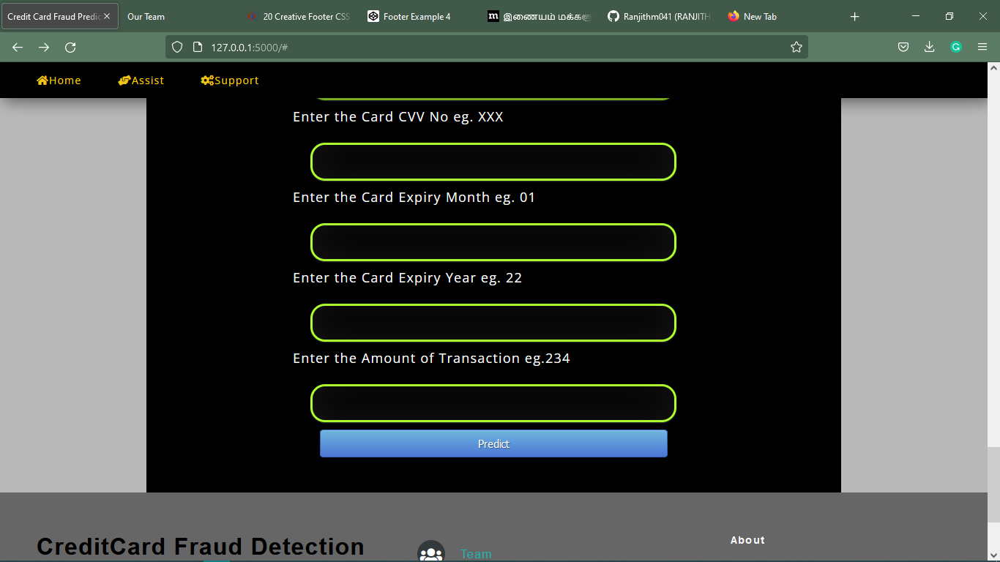 Credit Card Fraud Predic
Our Team
20 Creative Footer CSS
Footer Example 4
m
இணையம் மக்கள
Ranjithm041 (RANJITH
New Tab
127.0.0.1:5000/#
Home
Assist
Support
Enter the Card CVV No eg. XXX
Enter the Card Expiry Month eg. 01
Enter the Card Expiry Year eg. 22
Enter the Amount of Transaction eg.234
Predict
CreditCard Fraud Detection
Team
About